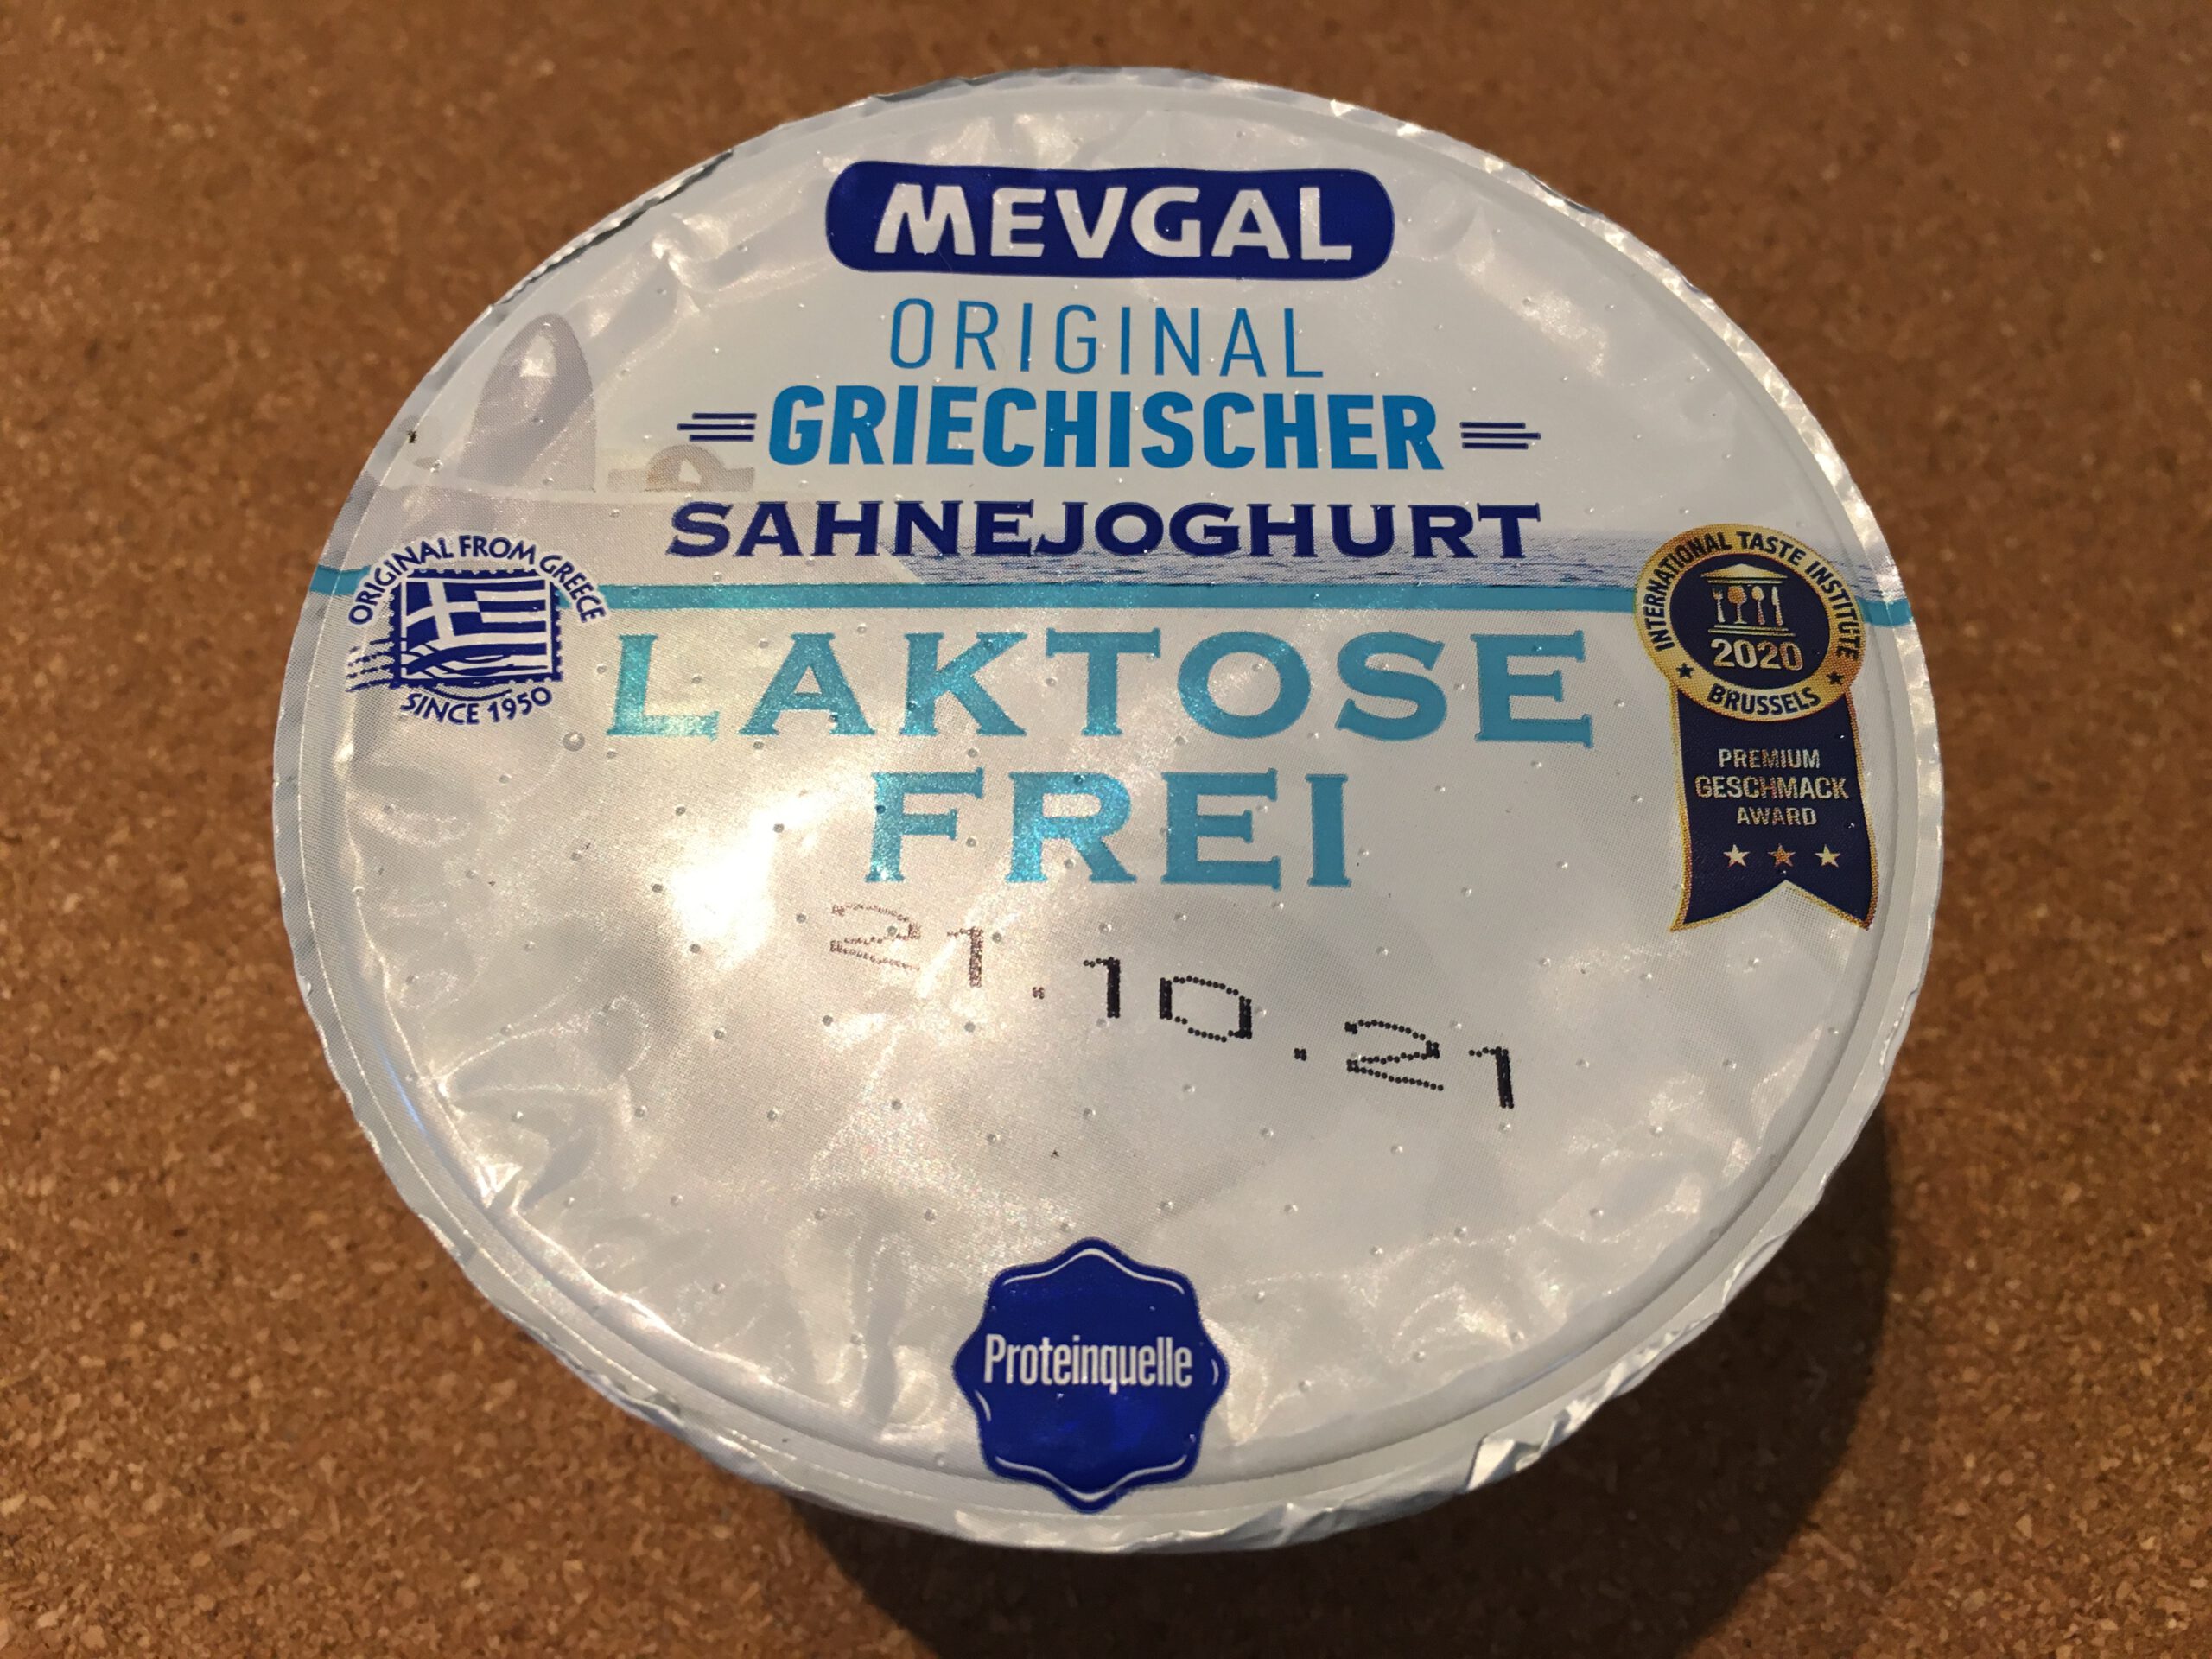 MEVGAL
ORIGINAL
GRIECHISCHER
SAHNEJOGHURT
ORIGINAL FROM GREECE
SINCE 1950
LAKTOSE
FREI
INTERNATIONAL TASTE INSTITUTE
2020
BRUSSELS
PREMIUM
GESCHMACK
AWARD
21.10.21
Proteinquelle